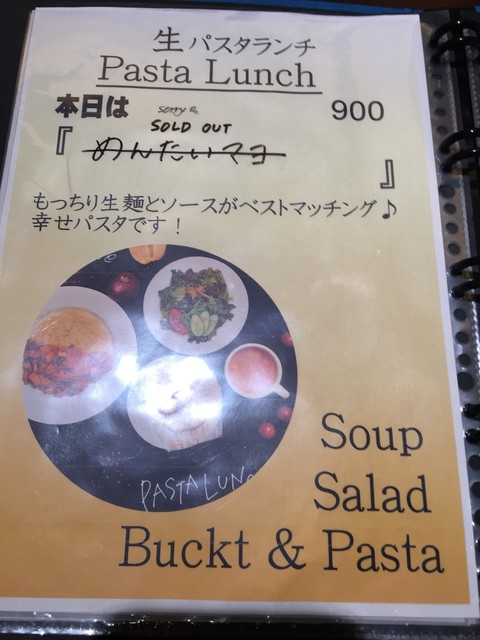 生パスタランチ
Pasta Lunch
本日は
sorry
900
SOLD OUT
『めんたいマヨ
』
もっちり生麺とソースがベストマッチング♪
幸せパスタです！
PASTA LUN
Soup
Salad
Buckt & Pasta